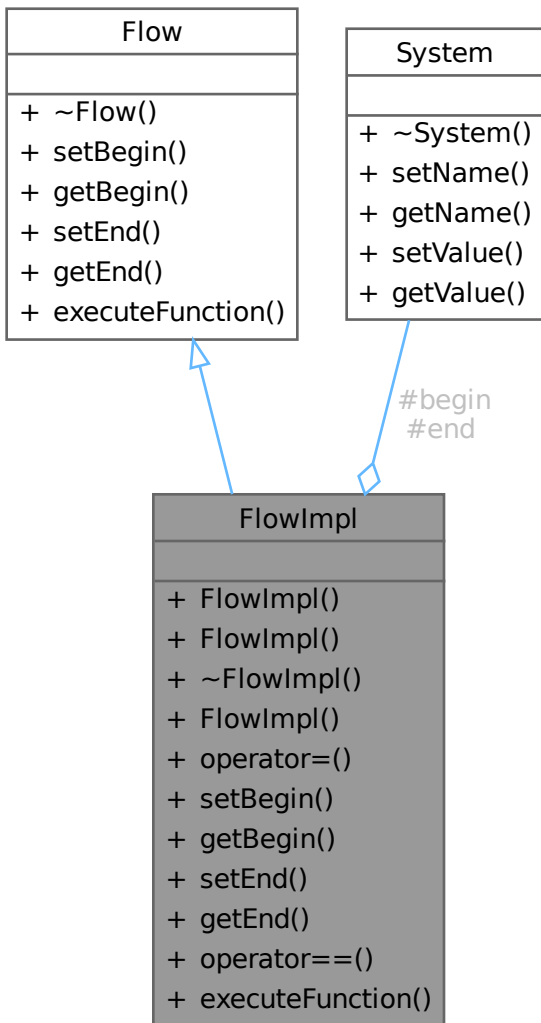 Flow
+ ~Flow()
+ setBegin()
+ getBegin()
+ setEnd()
+ getEnd()
+ executeFunction()
System
+ ~System()
+ setName()
+ getName()
+ setValue()
+ getValue()
#begin
#end
FlowImpl
+ FlowImpl()
+ FlowImpl()
+ ~FlowImpl()
+ FlowImpl()
+ operator=()
+ setBegin()
+ getBegin()
+ setEnd()
+ getEnd()
+ operator==()
+ executeFunction()